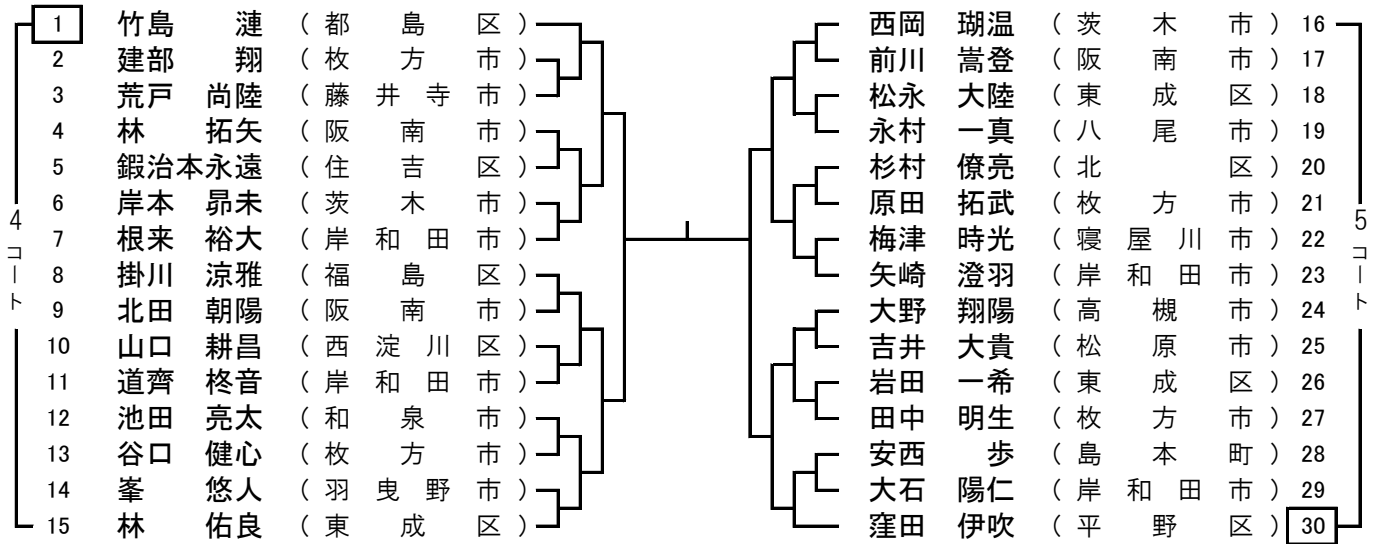 1 竹島 漣 (都島区)
2 建部 翔 (枚方市)
3 荒戸 尚陸 (藤井寺市)
4 林 拓矢 (阪南市)
5 鍜治本永遠 (住吉区)
6 岸本 昴未 (茨木市)
7 根来 裕大 (岸和田市)
8 掛川 涼雅 (福島区)
9 北田 朝陽 (阪南市)
10 山口 耕昌 (西淀川区)
11 道齊 柊音 (岸和田市)
12 池田 亮太 (和泉市)
13 谷口 健心 (枚方市)
14 峯 悠人 (羽曳野市)
15 林 佑良 (東成区)
4コート
西岡 瑚温 (茨木市) 16
前川 嵩登 (阪南市) 17
松永 大陸 (東成区) 18
永村 一真 (八尾市) 19
杉村 僚亮 (北区) 20
原田 拓武 (枚方市) 21
梅津 時光 (寝屋川市) 22
矢崎 澄羽 (岸和田市) 23
大野 翔陽 (高槻市) 24
吉井 大貴 (松原市) 25
岩田 一希 (東成区) 26
田中 明生 (枚方市) 27
安西 歩 (島本町) 28
大石 陽仁 (岸和田市) 29
窪田 伊吹 (平野区) 30
5コート